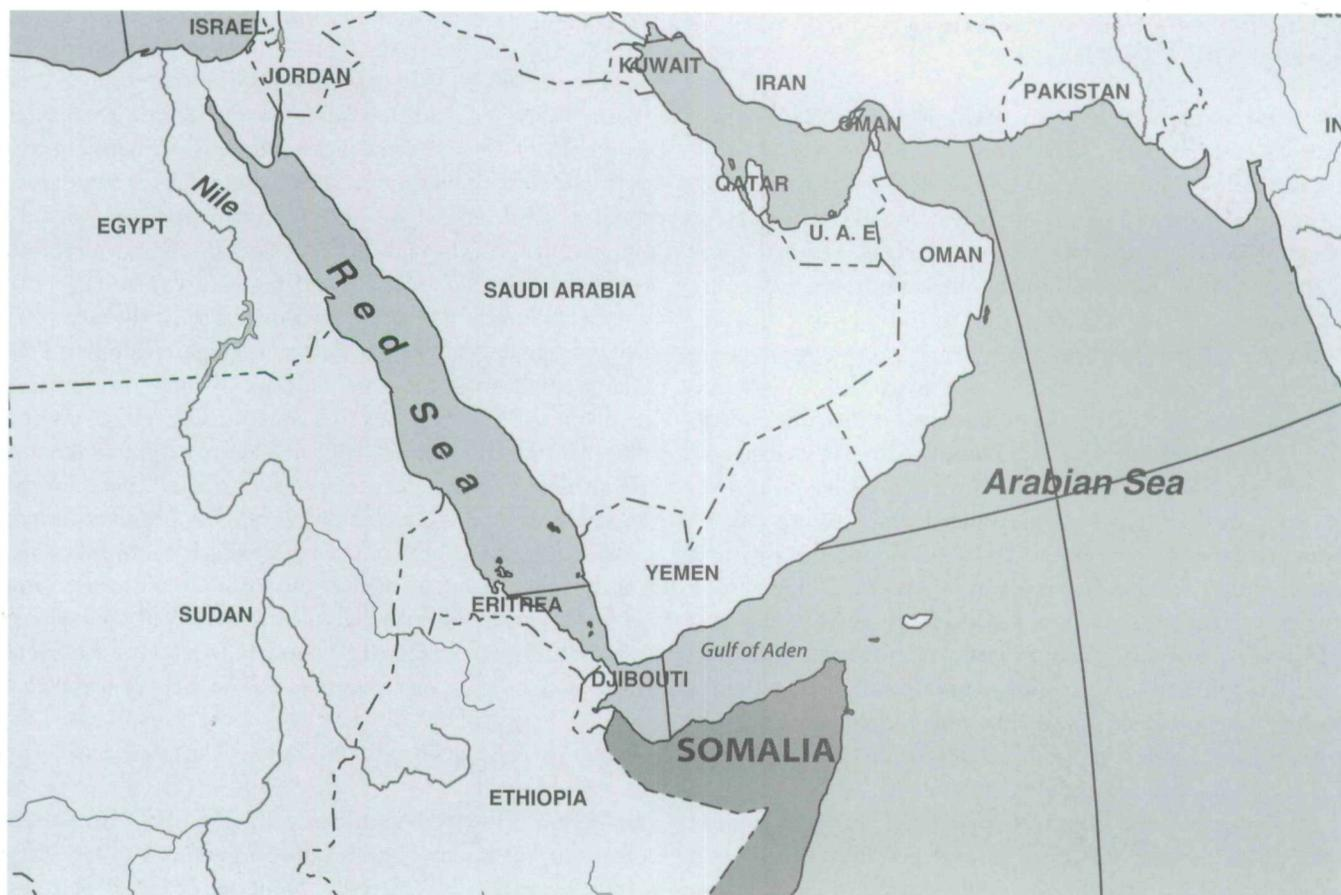 ISRAEL
JORDAN
KUWAIT
IRAN
PAKISTAN
IN
OMAN
QATAR
Nile
EGYPT
U. A. E
OMAN
SAUDI ARABIA
Red Sea
Arabian Sea
YEMEN
ERITREA
SUDAN
Gulf of Aden
DJIBOUTI
SOMALIA
ETHIOPIA